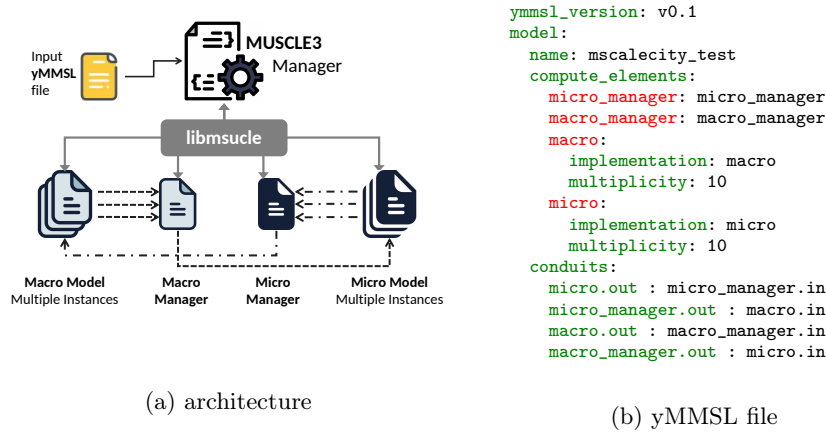 Input
yMMSL
file
MUSCLE3
Manager
libmsucle
Macro Model
Multiple Instances
Macro
Manager
Micro
Manager
Micro Model
Multiple Instances
(a) architecture
ymmsl_version: v0.1
model:
name: mscalecity_test
compute_elements:
micro_manager: micro_manager
macro_manager: macro_manager
macro:
implementation: macro
multiplicity: 10
micro:
implementation: micro
multiplicity: 10
conduits:
micro.out : micro_manager.in
micro_manager.out : macro.in
macro.out : macro_manager.in
macro_manager.out : micro.in
(b) yMMSL file